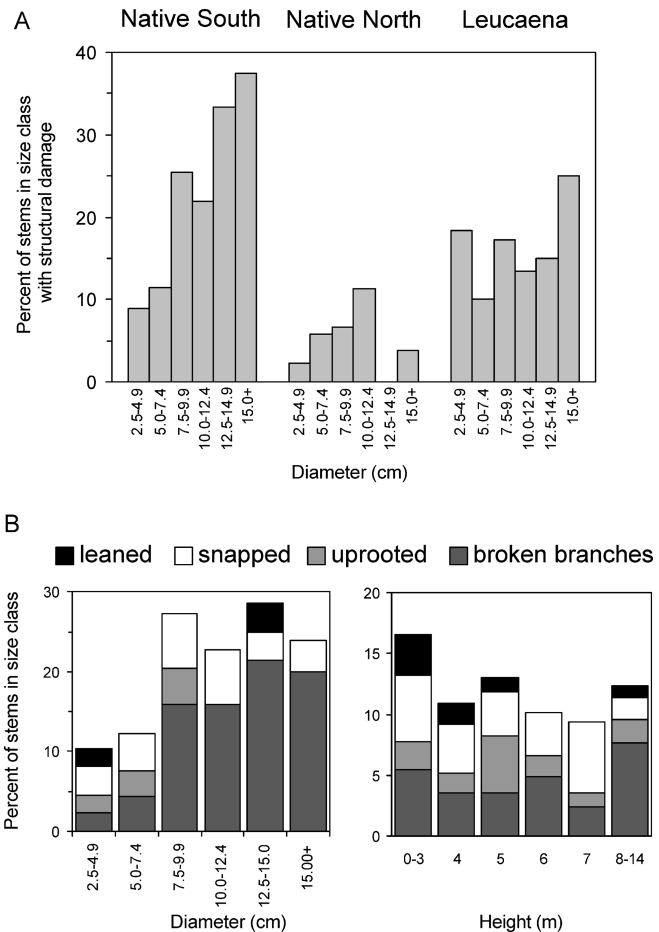 A
Native South Native North Leucaena
Percent of stems in size class
with structural damage
40
30
20
10
0
2.5-4.9 5.0-7.4 7.5-9.9 10.0-12.4 12.5-14.9 15.0+ 2.5-4.9 5.0-7.4 7.5-9.9 10.0-12.4 12.5-14.9 15.0+ 2.5-4.9 5.0-7.4 7.5-9.9 10.0-12.4 12.5-14.9 15.0+
Diameter (cm)
B
leaned snapped uprooted broken branches
Percent of stems in size class
30
20
10
0
2.5-4.9 5.0-7.4 7.5-9.9 10.0-12.4 12.5-15.0 15.00+
Diameter (cm)
20
15
10
5
0
0-3 4 5 6 7 8-14
Height (m)